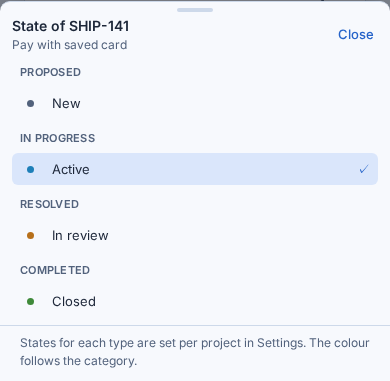 State of SHIP-141
Pay with saved card
Close
PROPOSED
New
IN PROGRESS
Active ✓
RESOLVED
In review
COMPLETED
Closed
States for each type are set per project in Settings. The colour
follows the category.